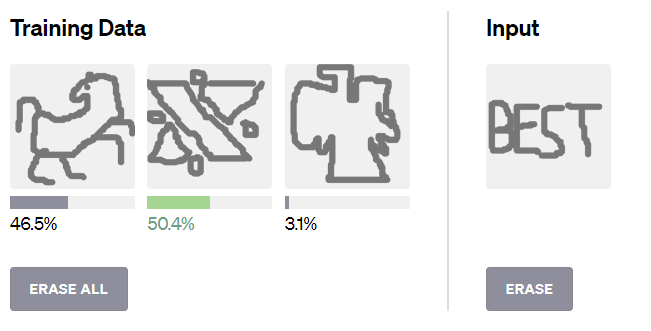 Training Data
Input
BEST
46.5%
50.4%
3.1%
ERASE ALL
ERASE